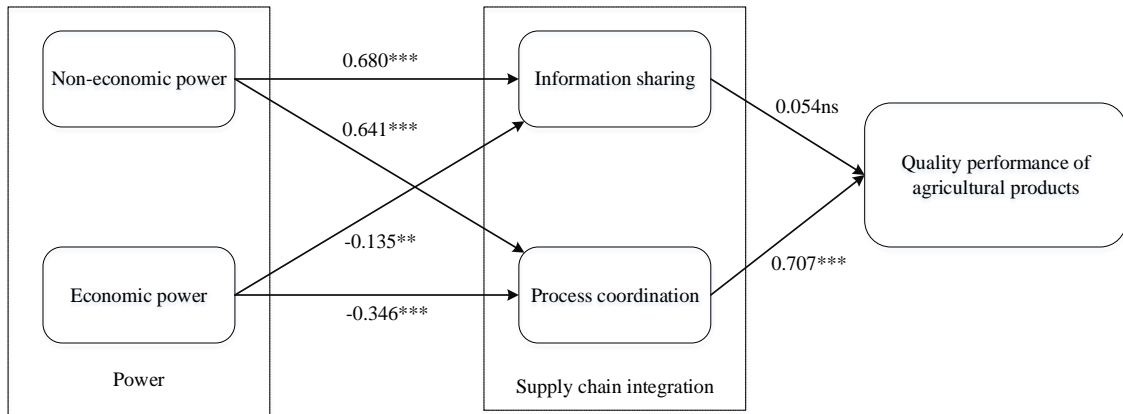 Non-economic power
0.680***
Information sharing
0.054ns
0.641***
Quality performance of
agricultural products
-0.135**
Economic power
-0.346***
Process coordination
0.707***
Power
Supply chain integration